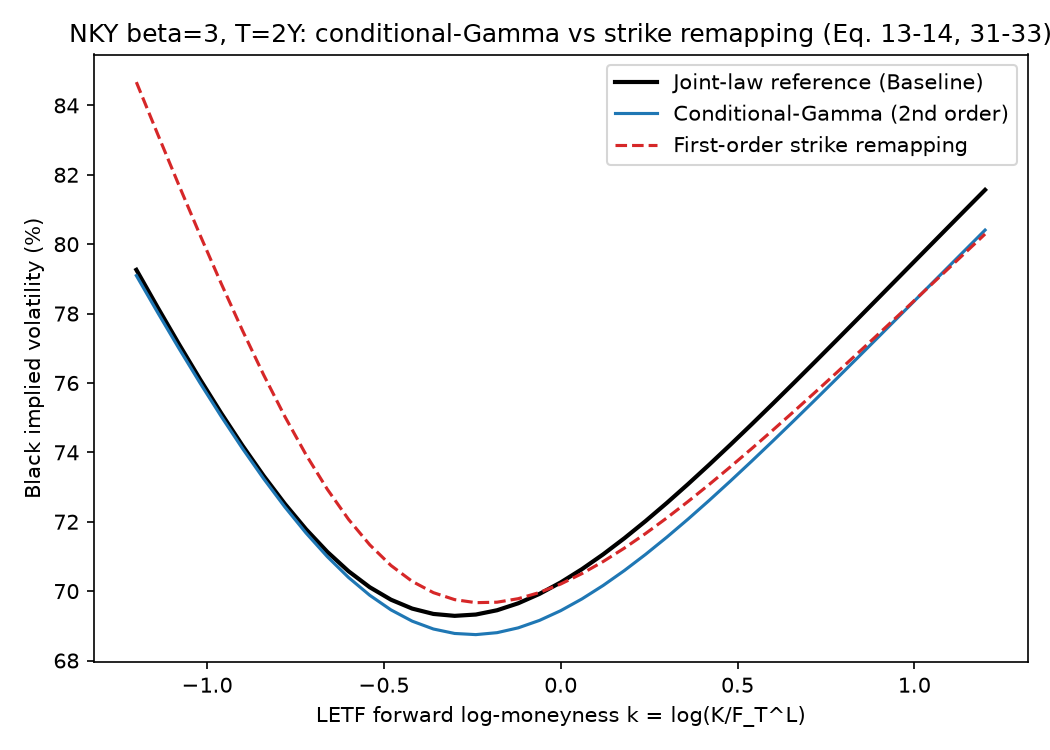 NKY beta=3, T=2Y: conditional-Gamma vs strike remapping (Eq. 13-14, 31-33)
Joint-law reference (Baseline)
Conditional-Gamma (2nd order)
First-order strike remapping
Black implied volatility (%)
84
82
80
78
76
74
72
70
68
−1.0
−0.5
0.0
0.5
1.0
LETF forward log-moneyness k = log(K/F_T^L)